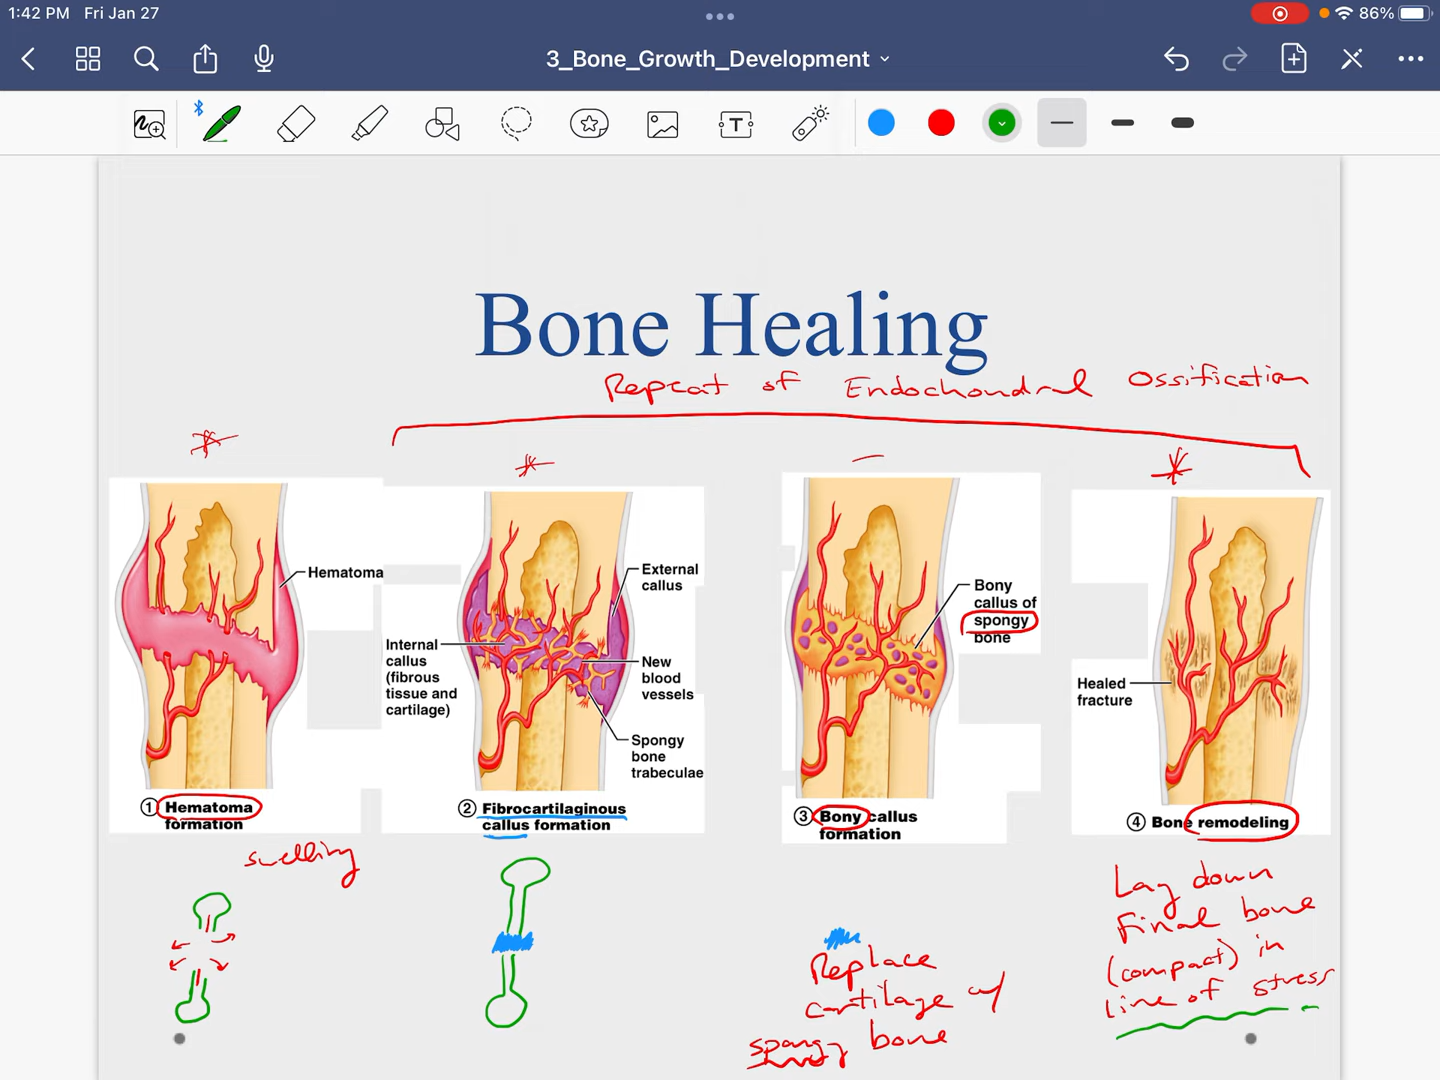 1:42 PM Fri Jan 27
86%
3_Bone_Growth_Development
T
Bone Healing
Repeat of Endochondral Ossification
Hematoma
① Hematoma
formation
swelling
External
callus
Internal
callus
(fibrous
tissue and
cartilage)
New
blood
vessels
Spongy
bone
trabeculae
② Fibrocartilaginous
callus formation
Bony
callus of
spongy
bone
③ Bony callus
formation
Replace
cartilage w/
spongy bone
Healed
fracture
④ Bone remodeling
Lay down
Final bone
(compact) in
line of stress